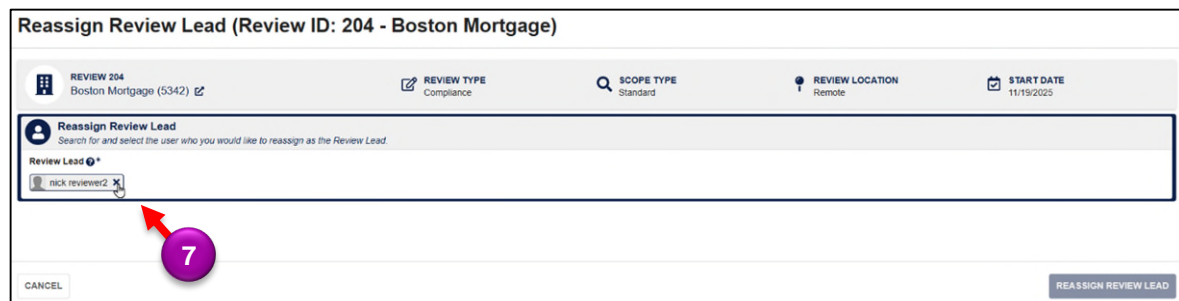 Reassign Review Lead (Review ID: 204 - Boston Mortgage)
REVIEW 204
Boston Mortgage (5342)
REVIEW TYPE
Compliance
SCOPE TYPE
Standard
REVIEW LOCATION
Remote
START DATE
11/19/2025
Reassign Review Lead
Search for and select the user who you would like to reassign as the Review Lead.
Review Lead ?*
nick reviewer2 ×
7
CANCEL
REASSIGN REVIEW LEAD